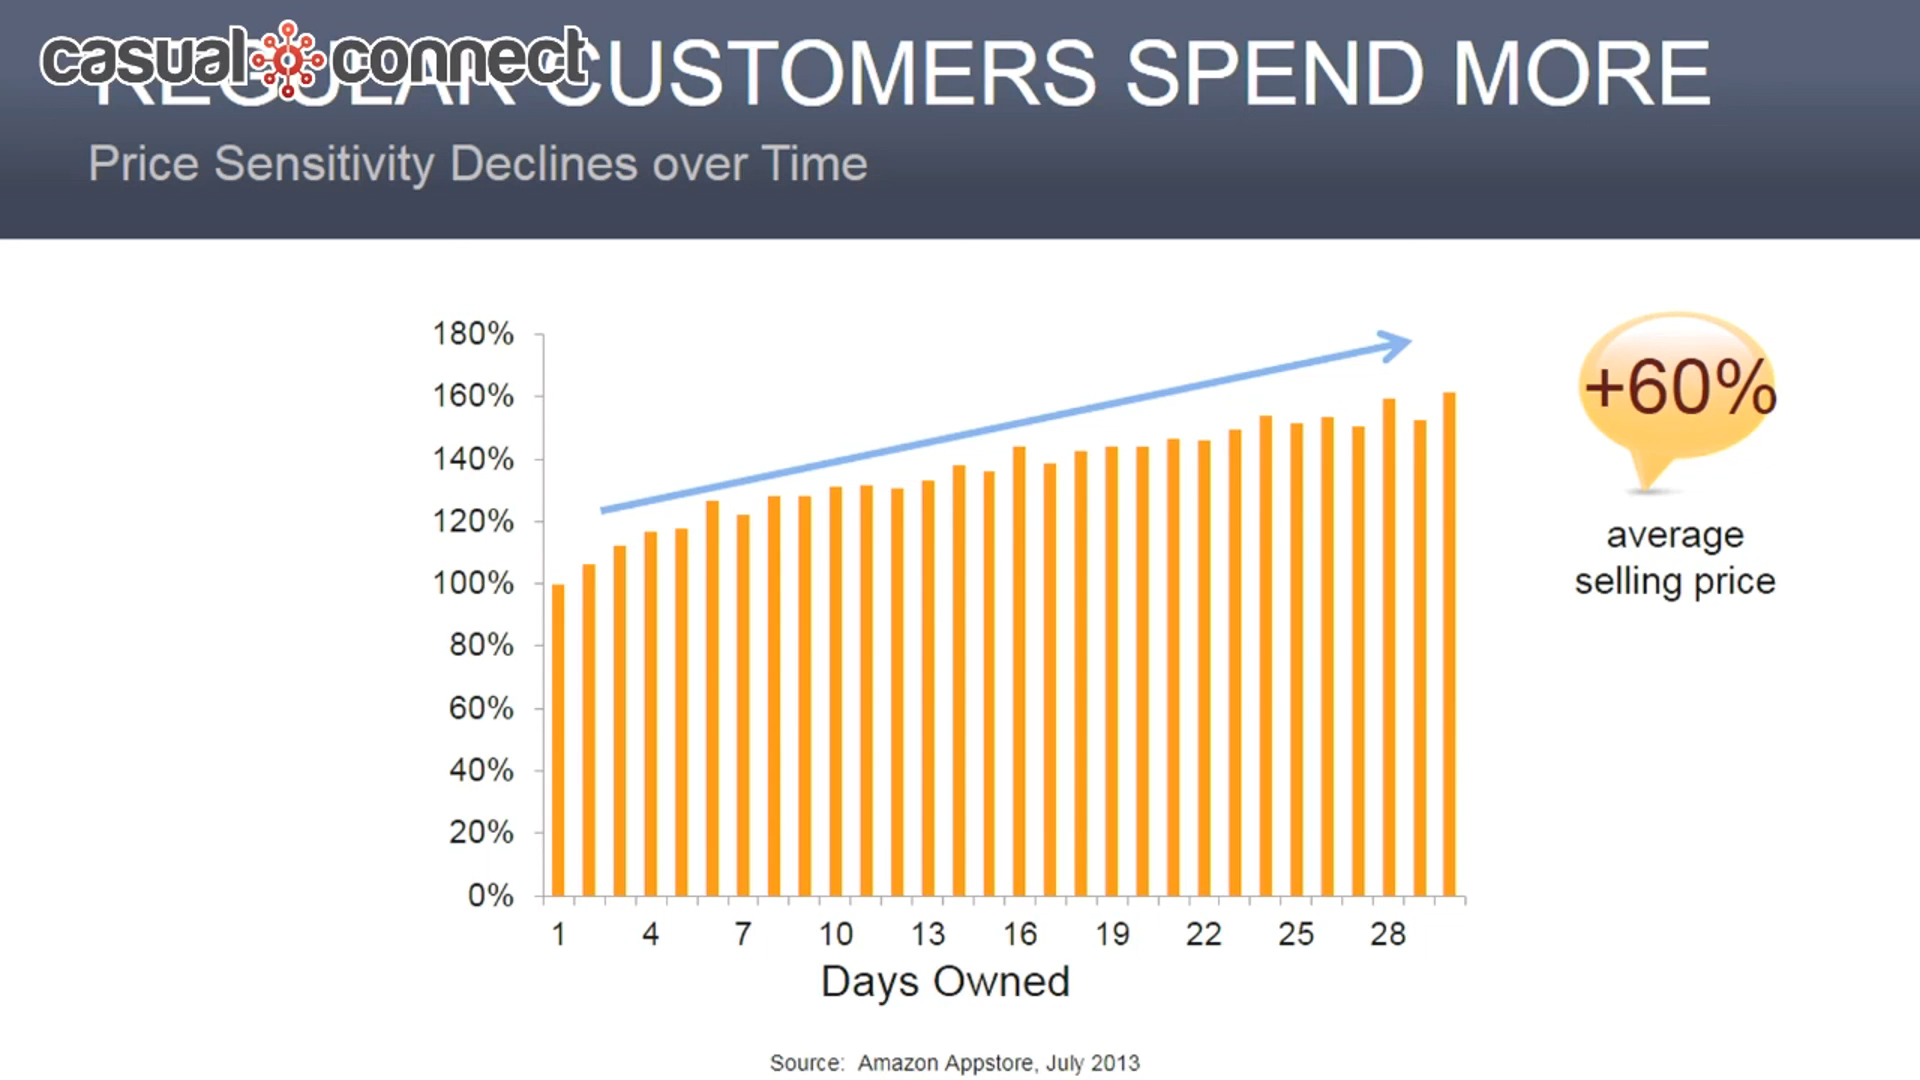 casual connect
REGULAR CUSTOMERS SPEND MORE
Price Sensitivity Declines over Time
180%
160%
140%
120%
100%
80%
60%
40%
20%
0%
1 4 7 10 13 16 19 22 25 28
Days Owned
+60%
average
selling price
Source: Amazon Appstore, July 2013